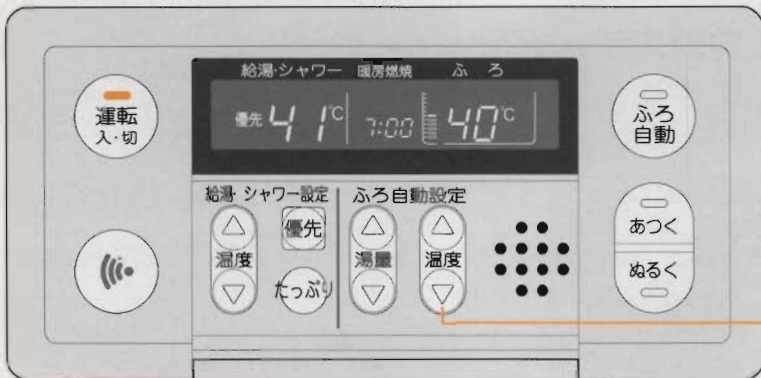 給湯・シャワー 暖房燃焼 ふろ
優先 41℃ 7:00 40℃
運転
入・切
ふろ
自動
給湯・シャワー設定 ふろ自動設定
優先
温度 湯量 温度
たっぷり
あつく
ぬるく